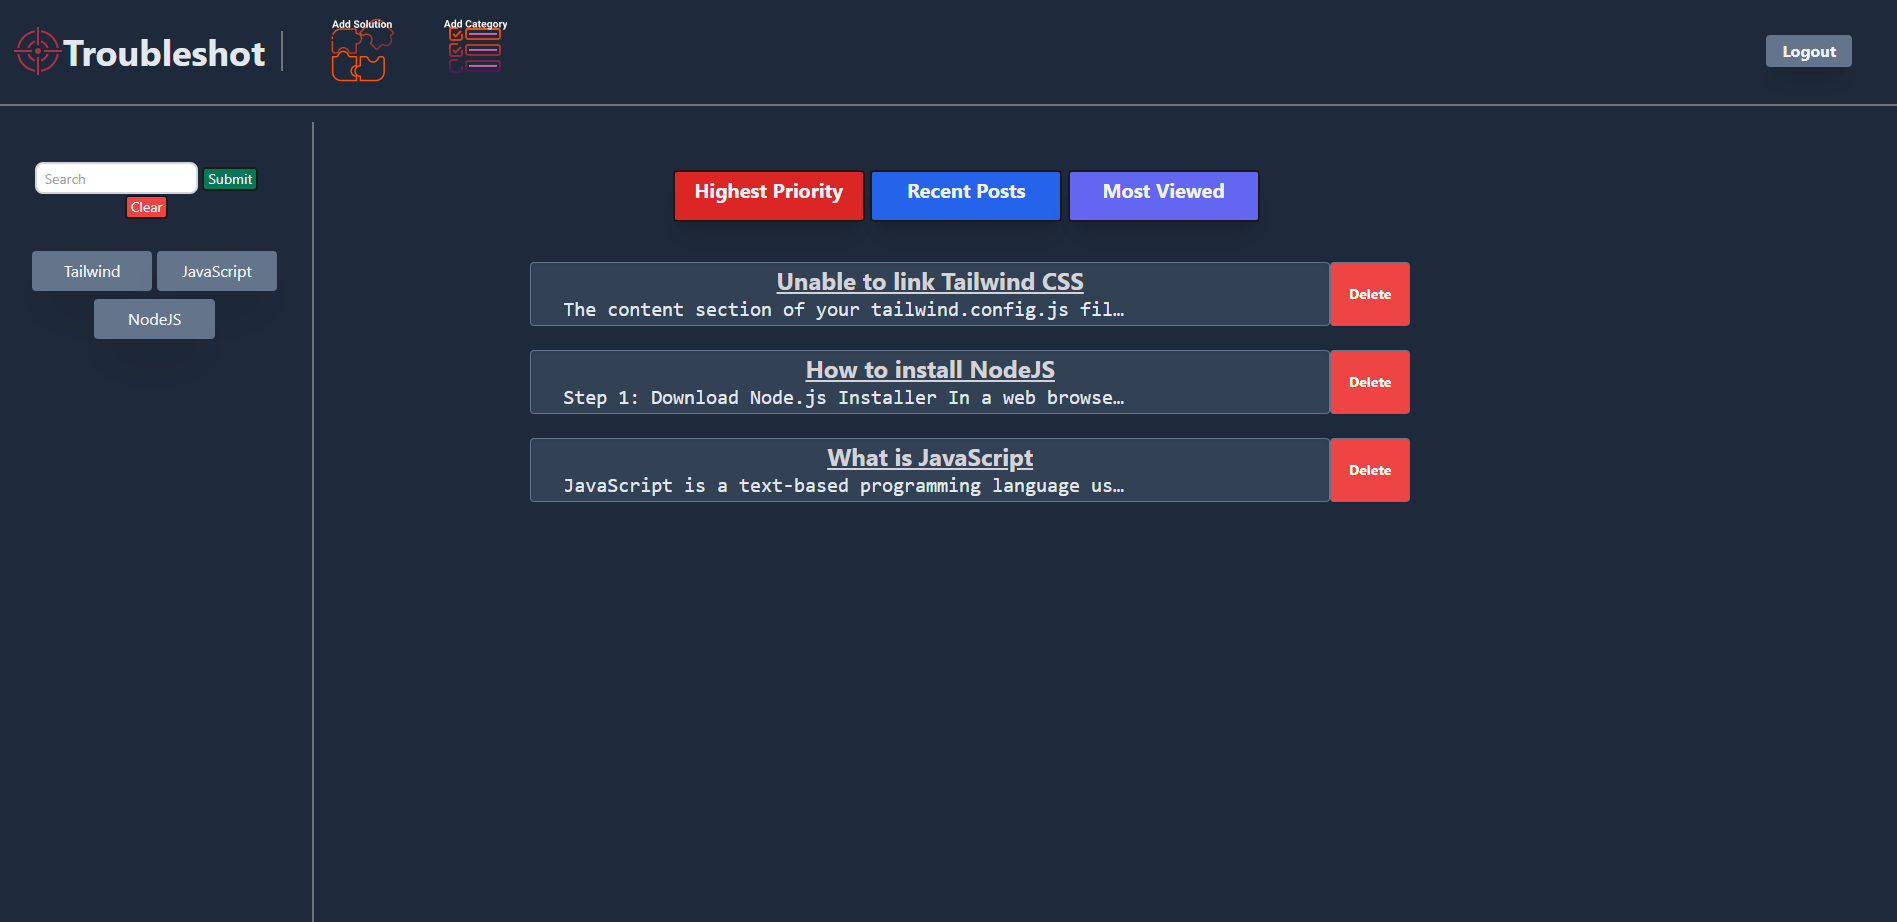 Troubleshot
Add Solution
Add Category
Logout
Search
Submit
Clear
Tailwind
JavaScript
NodeJS
Highest Priority
Recent Posts
Most Viewed
Unable to link Tailwind CSS
The content section of your tailwind.config.js fil…
Delete
How to install NodeJS
Step 1: Download Node.js Installer In a web browse…
Delete
What is JavaScript
JavaScript is a text-based programming language us…
Delete